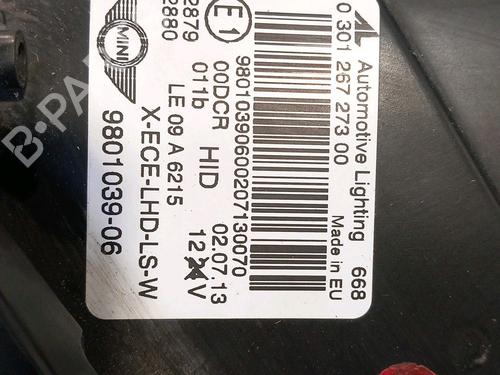 Automotive Lighting 668
0 301 267 273 00 Made in EU
E1
98010390600207130070
2879 00DCR HID 02.07.13
2880 011b 12 V
LE 09 A 6215
MINI X-ECE-LHD-LS-W
9801039-06
B-PA